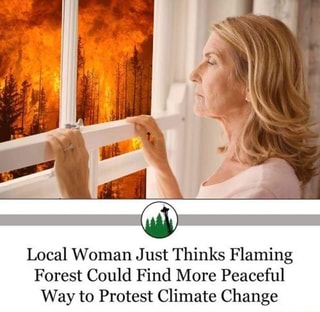 Local Woman Just Thinks Flaming
Forest Could Find More Peaceful
Way to Protest Climate Change